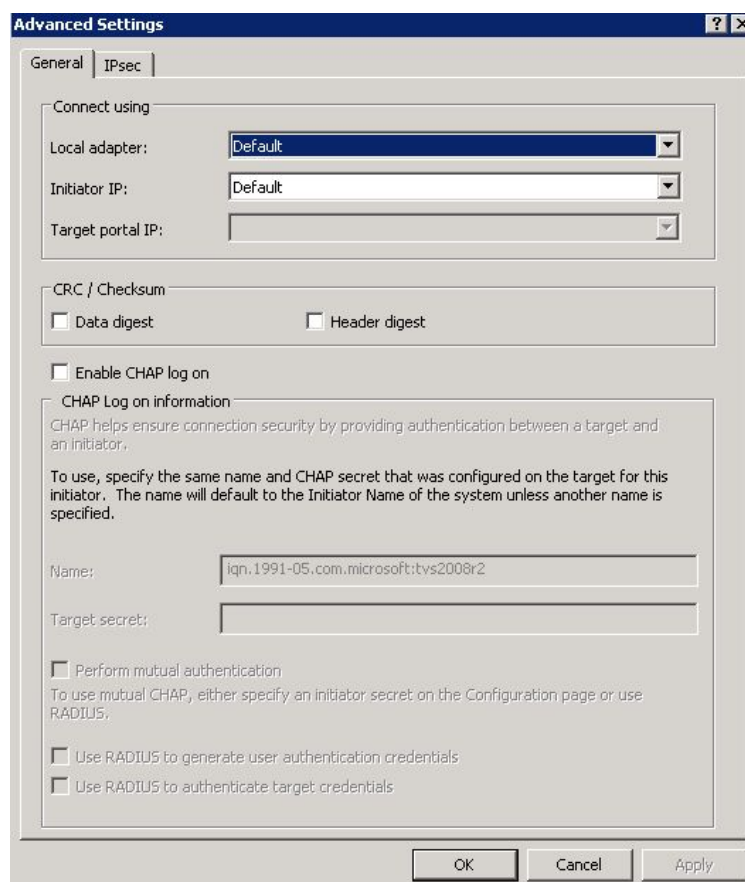 Advanced Settings
General IPsec
Connect using
Local adapter: Default
Initiator IP: Default
Target portal IP:
CRC / Checksum
Data digest Header digest
Enable CHAP log on
CHAP Log on information
CHAP helps ensure connection security by providing authentication between a target and
an initiator.
To use, specify the same name and CHAP secret that was configured on the target for this
initiator. The name will default to the Initiator Name of the system unless another name is
specified.
Name: iqn.1991-05.com.microsoft:tvs2008r2
Target secret:
Perform mutual authentication
To use mutual CHAP, either specify an initiator secret on the Configuration page or use
RADIUS.
Use RADIUS to generate user authentication credentials
Use RADIUS to authenticate target credentials
OK Cancel Apply